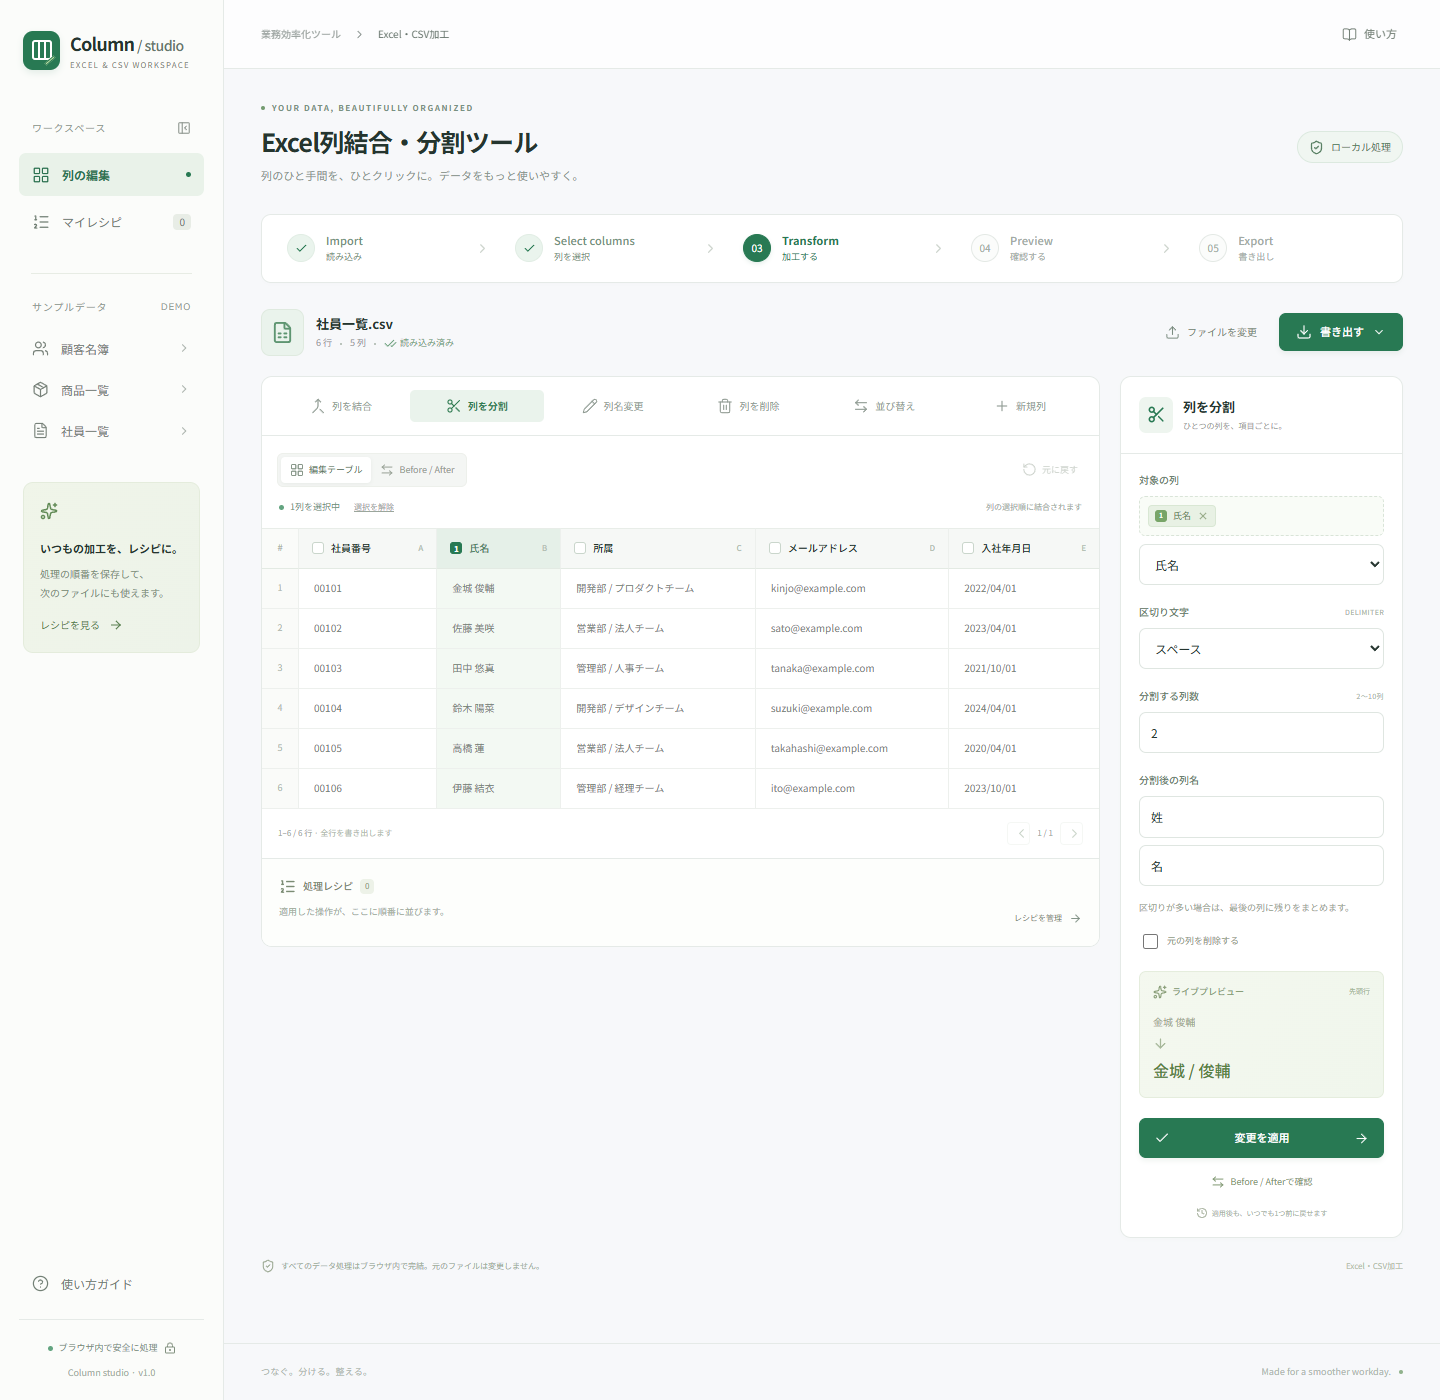 Column / studio
EXCEL & CSV WORKSPACE
ワークスペース
列の編集
マイレシピ 0
サンプルデータ DEMO
顧客名簿
商品一覧
社員一覧
いつもの加工を、レシピに。
処理の順番を保存して、
次のファイルにも使えます。
レシピを見る
使い方ガイド
ブラウザ内で安全に処理
Column studio · v1.0
業務効率化ツール Excel・CSV加工
使い方
YOUR DATA, BEAUTIFULLY ORGANIZED
Excel列結合・分割ツール
列のひと手間を、ひとクリックに。データをもっと使いやすく。
ローカル処理
Import
読み込み
Select columns
列を選択
03 Transform
加工する
04 Preview
確認する
05 Export
書き出し
社員一覧.csv
6 行 · 5 列 · 読み込み済み
ファイルを変更
書き出す
列を結合 列を分割 列名変更 列を削除 並び替え 新規列
編集テーブル Before / After
元に戻す
1列を選択中 選択を解除
列の選択順に結合されます
# 社員番号 A 1 氏名 B 所属 C メールアドレス D 入社年月日 E
1 00101 金城 俊輔 開発部 / プロダクトチーム kinjo@example.com 2022/04/01
2 00102 佐藤 美咲 営業部 / 法人チーム sato@example.com 2023/04/01
3 00103 田中 悠真 管理部 / 人事チーム tanaka@example.com 2021/10/01
4 00104 鈴木 陽菜 開発部 / デザインチーム suzuki@example.com 2024/04/01
5 00105 高橋 蓮 営業部 / 法人チーム takahashi@example.com 2020/04/01
6 00106 伊藤 結衣 管理部 / 経理チーム ito@example.com 2023/10/01
1–6 / 6 行 · 全行を書き出します
1 / 1
処理レシピ 0
適用した操作が、ここに順番に並びます。
レシピを管理
列を分割
ひとつの列を、項目ごとに。
対象の列
1 氏名
氏名
区切り文字 DELIMITER
スペース
分割する列数 2〜10列
2
分割後の列名
姓
名
区切りが多い場合は、最後の列に残りをまとめます。
元の列を削除する
ライブプレビュー 先頭行
金城 俊輔
金城 / 俊輔
変更を適用
Before / Afterで確認
適用後も、いつでも1つ前に戻せます
すべてのデータ処理はブラウザ内で完結。元のファイルは変更しません。
Excel・CSV加工
つなぐ。分ける。整える。
Made for a smoother workday.